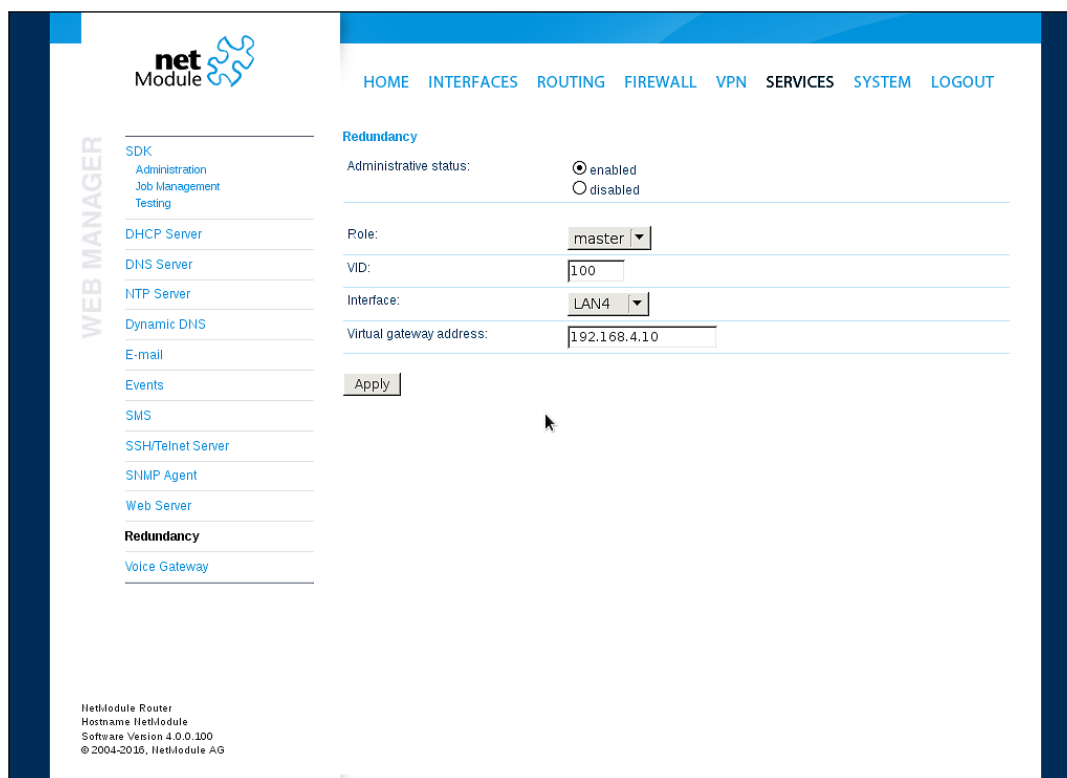 net
Module
HOME INTERFACES ROUTING FIREWALL VPN SERVICES SYSTEM LOGOUT
WEB MANAGER
SDK
Administration
Job Management
Testing
DHCP Server
DNS Server
NTP Server
Dynamic DNS
E-mail
Events
SMS
SSH/Telnet Server
SNMP Agent
Web Server
Redundancy
Voice Gateway
Redundancy
Administrative status:
enabled
disabled
Role: master
VID: 100
Interface: LAN4
Virtual gateway address: 192.168.4.10
Apply
NetModule Router
Hostname NetModule
Software Version 4.0.0.100
© 2004-2016, NetModule AG